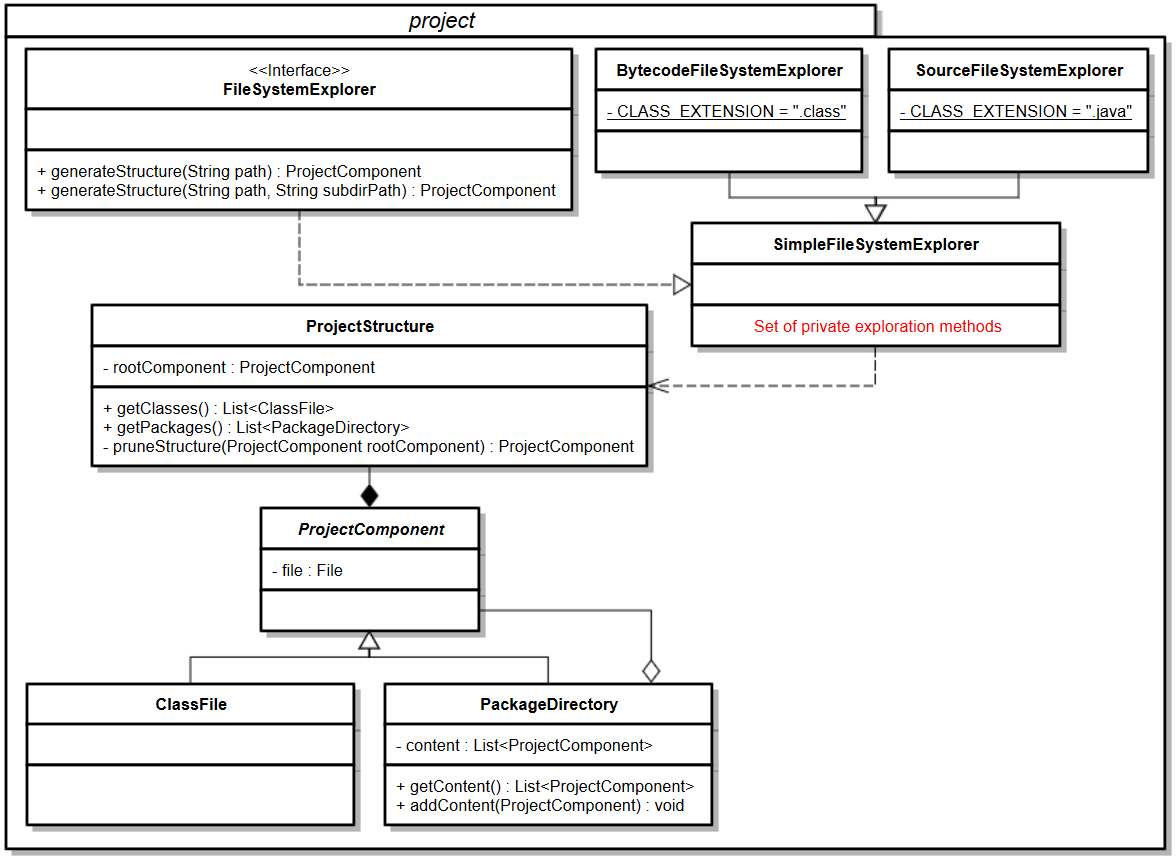 project
<<Interface>>
FileSystemExplorer
+ generateStructure(String path) : ProjectComponent
+ generateStructure(String path, String subdirPath) : ProjectComponent
BytecodeFileSystemExplorer
- CLASS_EXTENSION = ".class"
SourceFileSystemExplorer
- CLASS_EXTENSION = ".java"
SimpleFileSystemExplorer
Set of private exploration methods
ProjectStructure
- rootComponent : ProjectComponent
+ getClasses() : List<ClassFile>
+ getPackages() : List<PackageDirectory>
- pruneStructure(ProjectComponent rootComponent) : ProjectComponent
ProjectComponent
- file : File
ClassFile
PackageDirectory
- content : List<ProjectComponent>
+ getContent() : List<ProjectComponent>
+ addContent(ProjectComponent) : void